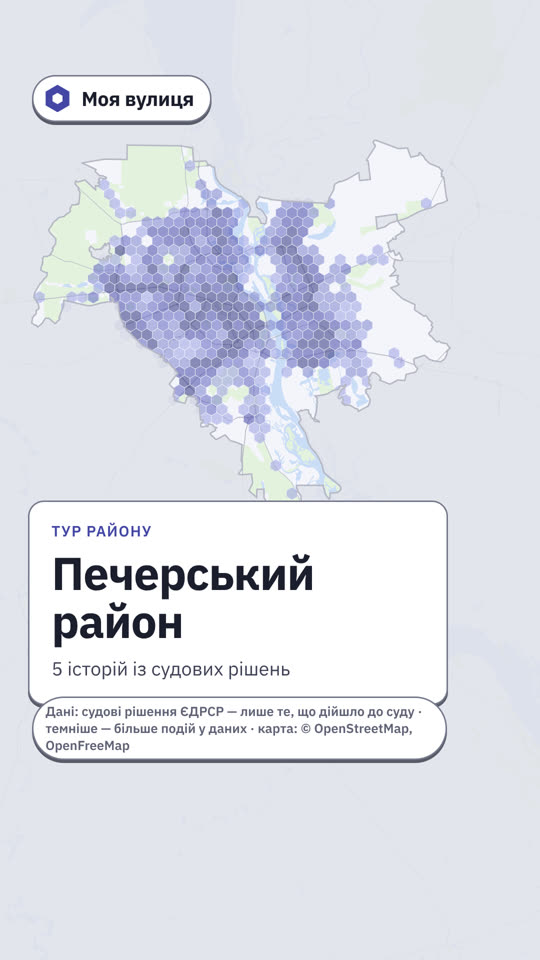 Моя вулиця
ТУР РАЙОНУ
Печерський
район
5 історій із судових рішень
Дані: судові рішення ЄДРСР — лише те, що дійшло до суду ·
темніше — більше подій у даних · карта: © OpenStreetMap,
OpenFreeMap